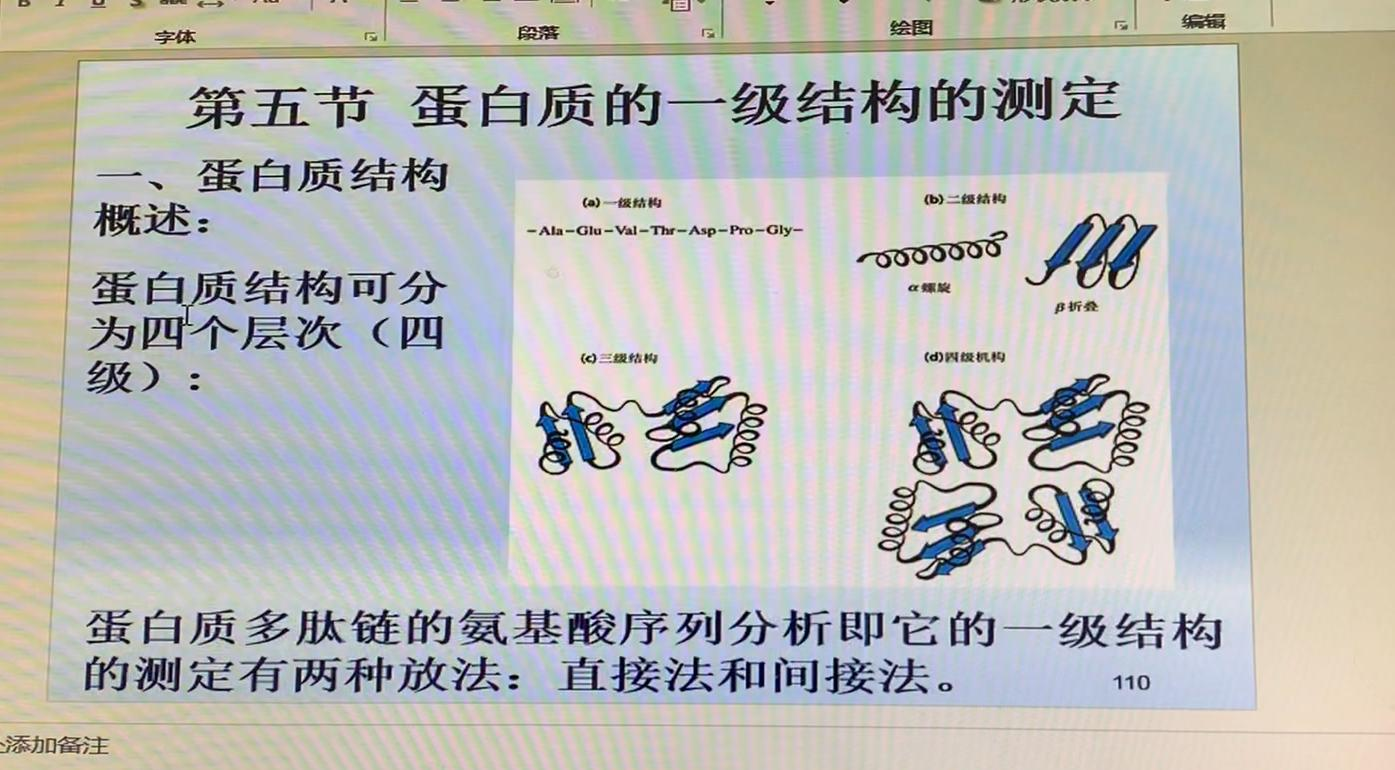 字体
段落
绘图
编辑
第五节 蛋白质的一级结构的测定
一、蛋白质结构
概述：
蛋白质结构可分
为四个层次（四
级）：
(a)一级结构
-Ala-Glu-Val-Thr-Asp-Pro-Gly-
(b)二级结构
α螺旋
β折叠
(c)三级结构
(d)四级机构
蛋白质多肽链的氨基酸序列分析即它的一级结构
的测定有两种放法：直接法和间接法。
110
添加备注